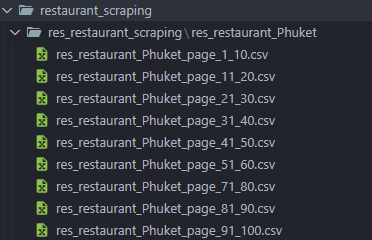 restaurant_scraping
res_restaurant_scraping\res_restaurant_Phuket
res_restaurant_Phuket_page_1_10.csv
res_restaurant_Phuket_page_11_20.csv
res_restaurant_Phuket_page_21_30.csv
res_restaurant_Phuket_page_31_40.csv
res_restaurant_Phuket_page_41_50.csv
res_restaurant_Phuket_page_51_60.csv
res_restaurant_Phuket_page_71_80.csv
res_restaurant_Phuket_page_81_90.csv
res_restaurant_Phuket_page_91_100.csv